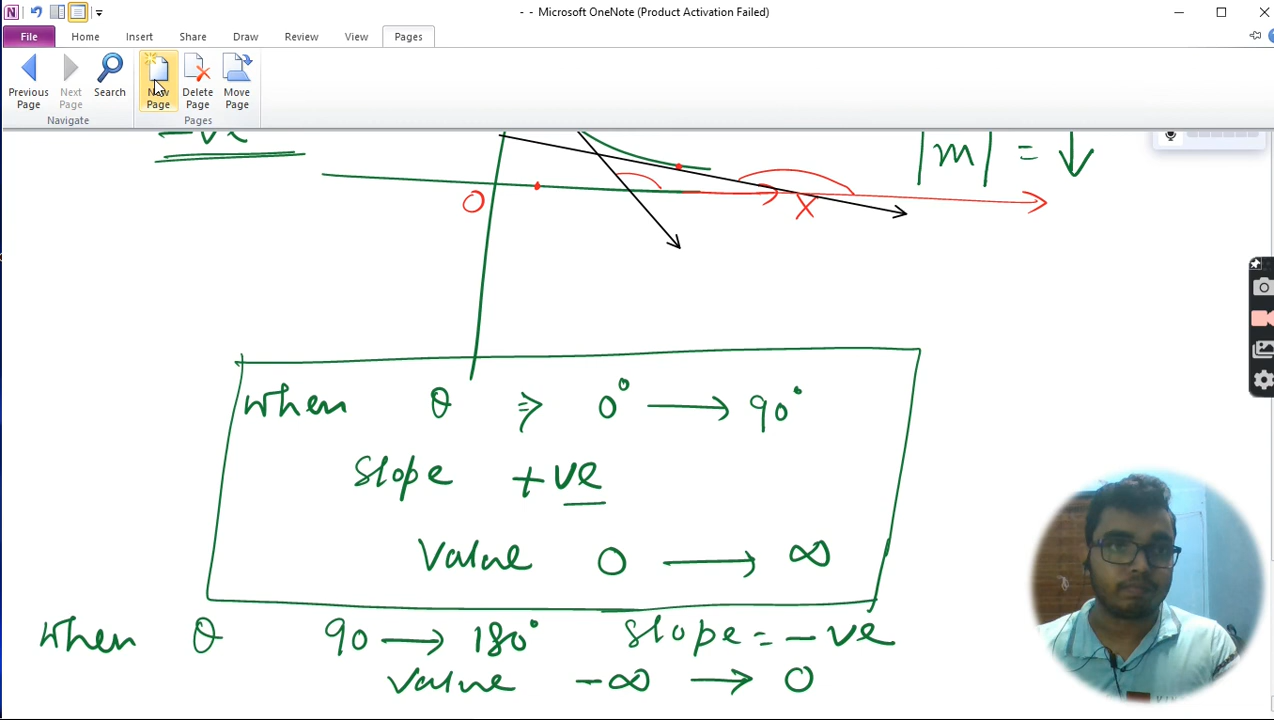 - - Microsoft OneNote (Product Activation Failed)
File Home Insert Share Draw Review View Pages
Previous Page
Next Page
Search
New Page
Delete Page
Move Page
Navigate
Pages
-ve
|m| = ↓
O
X
When θ ⇒ 0° → 90°
Slope +ve
Value 0 → ∞
When θ 90 → 180° Slope = -ve
Value -∞ → 0